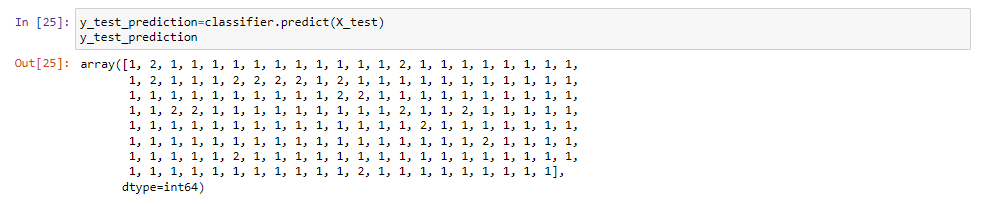 In [25]: y_test_prediction=classifier.predict(X_test)
y_test_prediction
Out[25]: array([1, 2, 1, 1, 1, 1, 1, 1, 1, 1, 1, 1, 1, 2, 1, 1, 1, 1, 1, 1, 1, 1,
1, 2, 1, 1, 1, 2, 2, 2, 2, 1, 2, 1, 1, 1, 1, 1, 1, 1, 1, 1, 1, 1,
1, 1, 1, 1, 1, 1, 1, 1, 1, 1, 2, 2, 1, 1, 1, 1, 1, 1, 1, 1, 1, 1,
1, 1, 2, 2, 1, 1, 1, 1, 1, 1, 1, 1, 1, 2, 1, 1, 2, 1, 1, 1, 1, 1,
1, 1, 1, 1, 1, 1, 1, 1, 1, 1, 1, 1, 1, 1, 2, 1, 1, 1, 1, 1, 1, 1,
1, 1, 1, 1, 1, 1, 1, 1, 1, 1, 1, 1, 1, 1, 1, 1, 1, 2, 1, 1, 1, 1,
1, 1, 1, 1, 1, 2, 1, 1, 1, 1, 1, 1, 1, 1, 1, 1, 1, 1, 1, 1, 1, 1,
1, 1, 1, 1, 1, 1, 1, 1, 1, 1, 1, 2, 1, 1, 1, 1, 1, 1, 1, 1, 1],
dtype=int64)